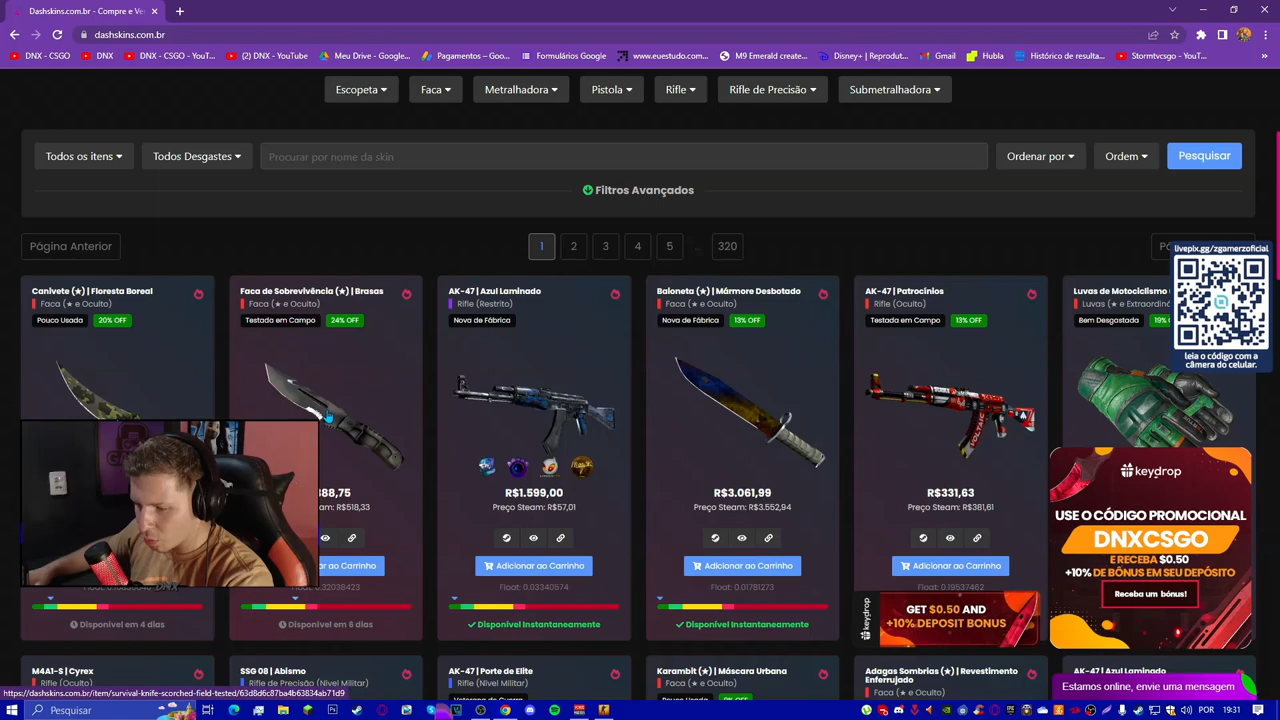 Dashskins.com.br - Compre e Ve
dashskins.com.br
DNX - CSGO
DNX - CSGO - YouT...
(2) DNX - YouTube
Meu Drive - Google...
Pagamentos – Goo...
Formulários Google
www.euestudo.com...
M9 Emerald create...
Disney+ | Reprodut...
Gmail
Hubla
Histórico de resulta...
Stormtvcsgo - YouT...
Escopeta
Faca
Metralhadora
Pistola
Rifle
Rifle de Precisão
Submetralhadora
Todos os itens
Todos Desgastes
Procurar por nome da skin
Ordenar por
Ordem
Pesquisar
Filtros Avançados
Página Anterior
1 2 3 4 5 ... 320
livepix.gg/zgamerzoficial
leia o código com a
câmera do celular.
Canivete (★) | Floresta Boreal
Faca (★ e Oculto)
Pouco Usada 20% OFF
Disponível em 4 dias
Faca de Sobrevivência (★) | Brasas
Faca (★ e Oculto)
Testada em Campo 24% OFF
388,75
R$518,33
ao Carrinho
0.32038423
Disponível em 6 dias
AK-47 | Azul Laminado
Rifle (Restrito)
Nova de Fábrica
R$1.599,00
Preço Steam: R$57,01
Adicionar ao Carrinho
Float: 0.03340574
Disponível Instantaneamente
Baioneta (★) | Mármore Desbotado
Faca (★ e Oculto)
Nova de Fábrica 13% OFF
R$3.061,99
Preço Steam: R$3.552,94
Adicionar ao Carrinho
Float: 0.01781273
Disponível Instantaneamente
AK-47 | Patrocínios
Rifle (Oculto)
Testada em Campo 13% OFF
VOLTAIC
R$331,63
Preço Steam: R$381,61
Adicionar ao Carrinho
Float: 0.19537462
Luvas de Motociclismo
Luvas (★ e Extraordin
Bem Desgastada 19%
keydrop
USE O CÓDIGO PROMOCIONAL
DNXCSGO
E RECEBA $0.50
+10% DE BÔNUS EM SEU DEPÓSITO
Receba um bónus!
keydrop
GET $0.50 AND
+10% DEPOSIT BONUS
DNX
M4A1-S | Cyrex
Rifle (Oculto)
SSG 08 | Abismo
Rifle de Precisão (Nível Militar)
AK-47 | Porte de Elite
Rifle (Nível Militar)
Veterana de Guerra
Karambit (★) | Máscara Urbana
Faca (★ e Oculto)
Pouco Usada 9% OFF
Adagas Sombrias (★) | Revestimento
Enferrujado
Faca (★ e Oculto)
AK-47 | Azul Laminado
Estamos online, envie uma mensagem
https://dashskins.com.br/item/survival-knife-scorched-field-tested/63d8d6c87ba4b63834ab71d9
Pesquisar
POR
19:31